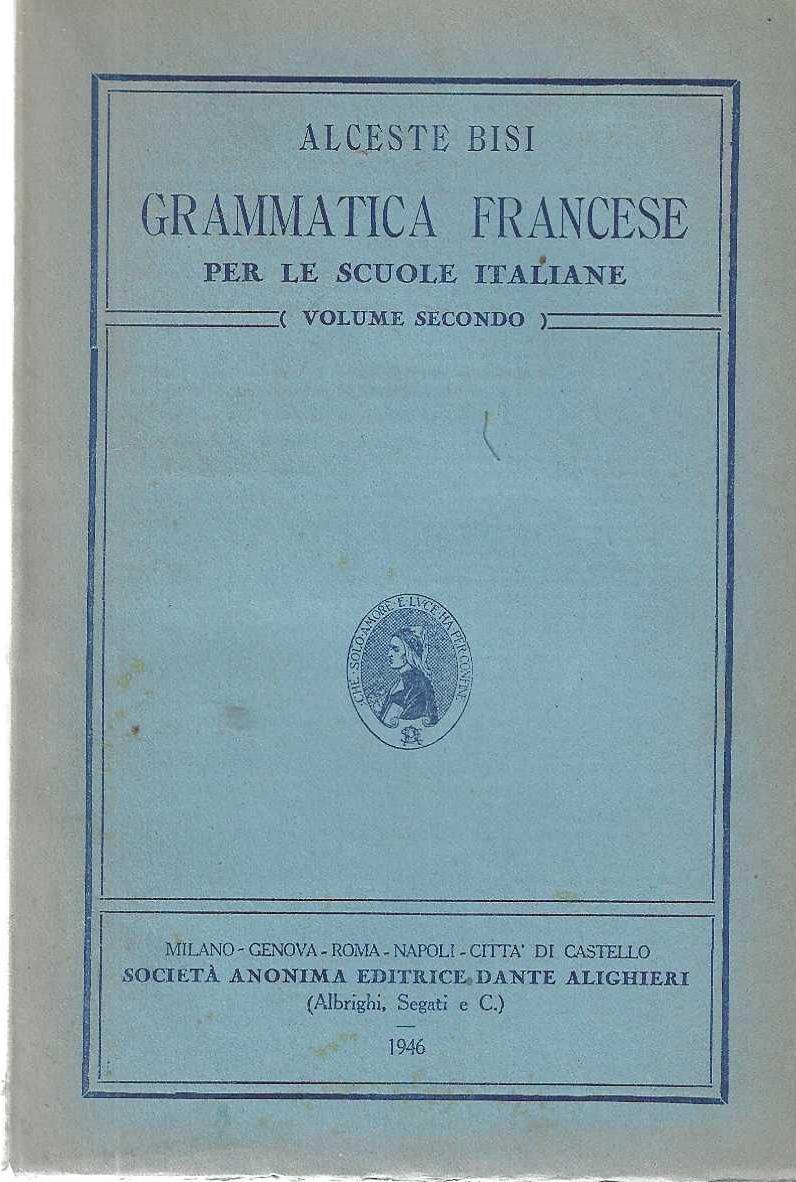 ALCESTE BISI
GRAMMATICA FRANCESE
PER LE SCUOLE ITALIANE
( VOLUME SECONDO )
CHE·SOLO·AMORE·E·LVCE·HA·PER·CONFINE
MILANO - GENOVA - ROMA - NAPOLI - CITTA' DI CASTELLO
SOCIETÀ ANONIMA EDITRICE DANTE ALIGHIERI
(Albrighi, Segati e C.)
1946